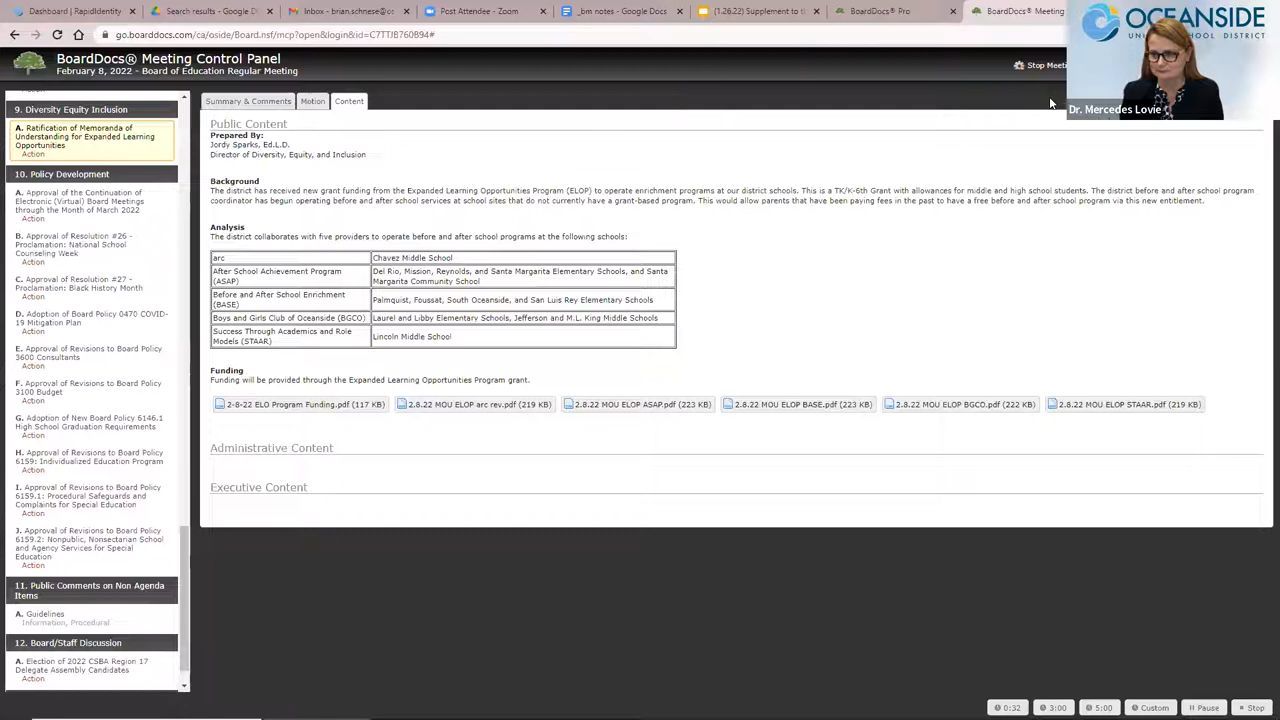 Dashboard | RapidIdentity
Search results - Google D
Inbox - brian.schnese@c
Post Attendee - Zoom
_bm notes - Google Docs
(1.26.22) Supplement to t
BoardDocs® Pro
BoardDocs® Meeting
go.boarddocs.com/ca/oside/Board.nsf/mcp?open&login&id=C7TTJB760B94#
BoardDocs® Meeting Control Panel
February 8, 2022 - Board of Education Regular Meeting
Stop Meeti
OCEANSIDE
UN SCHOOL DISTRICT
Dr. Mercedes Lovie
9. Diversity Equity Inclusion
A. Ratification of Memoranda of
Understanding for Expanded Learning
Opportunities
Action
10. Policy Development
A. Approval of the Continuation of
Electronic (Virtual) Board Meetings
through the Month of March 2022
Action
B. Approval of Resolution #26 -
Proclamation: National School
Counseling Week
Action
C. Approval of Resolution #27 -
Proclamation: Black History Month
Action
D. Adoption of Board Policy 0470 COVID-
19 Mitigation Plan
Action
E. Approval of Revisions to Board Policy
3600 Consultants
Action
F. Approval of Revisions to Board Policy
3100 Budget
Action
G. Adoption of New Board Policy 6146.1
High School Graduation Requirements
Action
H. Approval of Revisions to Board Policy
6159: Individualized Education Program
Action
I. Approval of Revisions to Board Policy
6159.1: Procedural Safeguards and
Complaints for Special Education
Action
J. Approval of Revisions to Board Policy
6159.2: Nonpublic, Nonsectarian School
and Agency Services for Special
Education
Action
11. Public Comments on Non Agenda
Items
A. Guidelines
Information, Procedural
12. Board/Staff Discussion
A. Election of 2022 CSBA Region 17
Delegate Assembly Candidates
Action
Summary & Comments
Motion
Content
Public Content
Prepared By:
Jordy Sparks, Ed.L.D.
Director of Diversity, Equity, and Inclusion
Background
The district has received new grant funding from the Expanded Learning Opportunities Program (ELOP) to operate enrichment programs at our district schools. This is a TK/K-6th Grant with allowances for middle and high school students. The district before and after school program
coordinator has begun operating before and after school services at school sites that do not currently have a grant-based program. This would allow parents that have been paying fees in the past to have a free before and after school program via this new entitlement.
Analysis
The district collaborates with five providers to operate before and after school programs at the following schools:
arc
Chavez Middle School
After School Achievement Program
(ASAP)
Del Rio, Mission, Reynolds, and Santa Margarita Elementary Schools, and Santa
Margarita Community School
Before and After School Enrichment
(BASE)
Palmquist, Foussat, South Oceanside, and San Luis Rey Elementary Schools
Boys and Girls Club of Oceanside (BGCO)
Laurel and Libby Elementary Schools, Jefferson and M.L. King Middle Schools
Success Through Academics and Role
Models (STAAR)
Lincoln Middle School
Funding
Funding will be provided through the Expanded Learning Opportunities Program grant.
2-8-22 ELO Program Funding.pdf (117 KB)
2.8.22 MOU ELOP arc rev.pdf (219 KB)
2.8.22 MOU ELOP ASAP.pdf (223 KB)
2.8.22 MOU ELOP BASE.pdf (223 KB)
2.8.22 MOU ELOP BGCO.pdf (222 KB)
2.8.22 MOU ELOP STAAR.pdf (219 KB)
Administrative Content
Executive Content
0:32
3:00
5:00
Custom
Pause
Stop